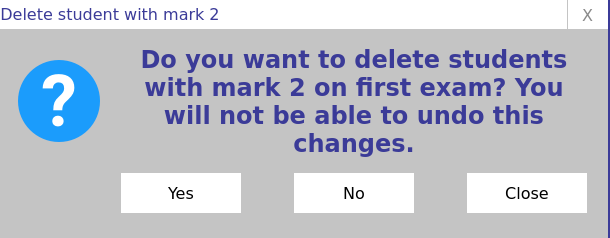 Delete student with mark 2
X
Do you want to delete students
with mark 2 on first exam? You
will not be able to undo this
changes.
Yes
No
Close